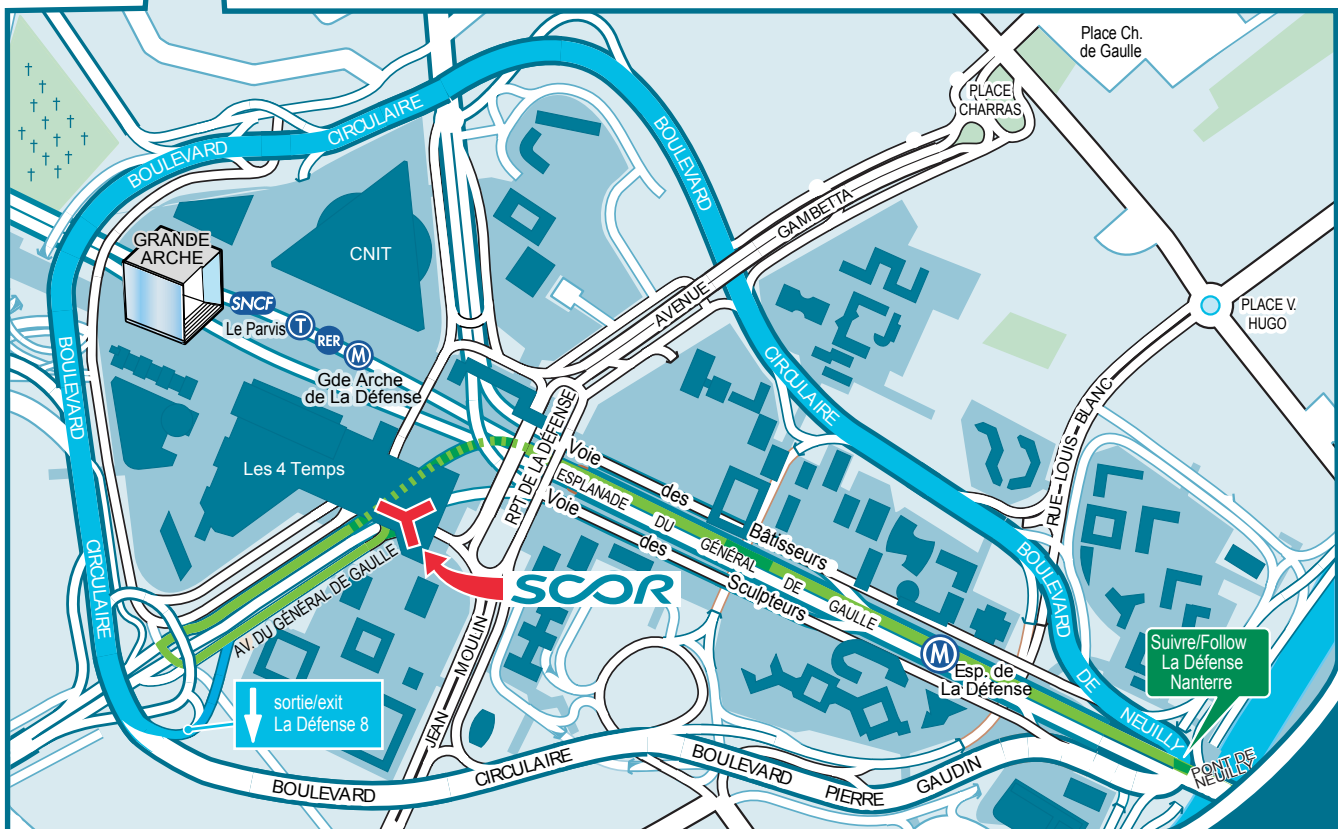 Place Ch.
de Gaulle
PLACE
CHARRAS
BOULEVARD
CIRCULAIRE
BOULEVARD
CIRCULAIRE
BOULEVARD
DE
NEUILLY
AVENUE
GAMBETTA
CNIT
GRANDE
ARCHE
SNCF
Le Parvis
T
RER
M
Gde Arche
de La Défense
PLACE V.
HUGO
RUE-LOUIS-BLANC
BOULEVARD
CIRCULAIRE
Les 4 Temps
RPT. DE LA DÉFENSE
Voie
des
Bâtisseurs
ESPLANADE
DU
GÉNÉRAL
DE
GAULLE
Voie
des
Sculpteurs
AV. DU GÉNÉRAL DE GAULLE
SCOR
M
Esp. de
La Défense
Suivre/Follow
La Défense
Nanterre
sortie/exit
La Défense 8
JEAN
MOULIN
BOULEVARD
CIRCULAIRE
BOULEVARD
PIERRE
GAUDIN
PONT DE
NEUILLY